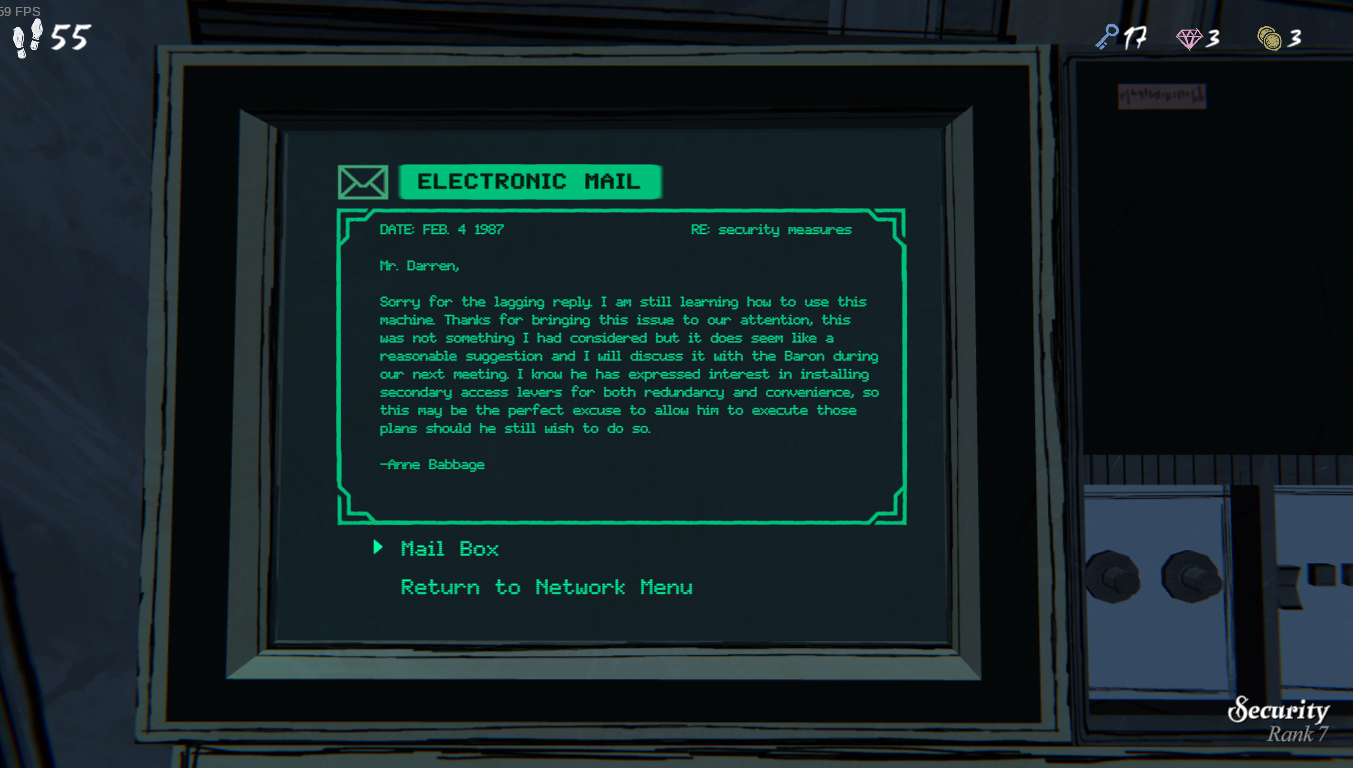 59 FPS
55
17
3
3
ELECTRONIC MAIL
DATE: FEB. 4 1987
RE: security measures
Mr. Darren,
Sorry for the lagging reply. I am still learning how to use this
machine. Thanks for bringing this issue to our attention, this
was not something I had considered but it does seem like a
reasonable suggestion and I will discuss it with the Baron during
our next meeting. I know he has expressed interest in installing
secondary access levers for both redundancy and convenience, so
this may be the perfect excuse to allow him to execute those
plans should he still wish to do so.
-Anne Babbage
Mail Box
Return to Network Menu
Security
Rank 7